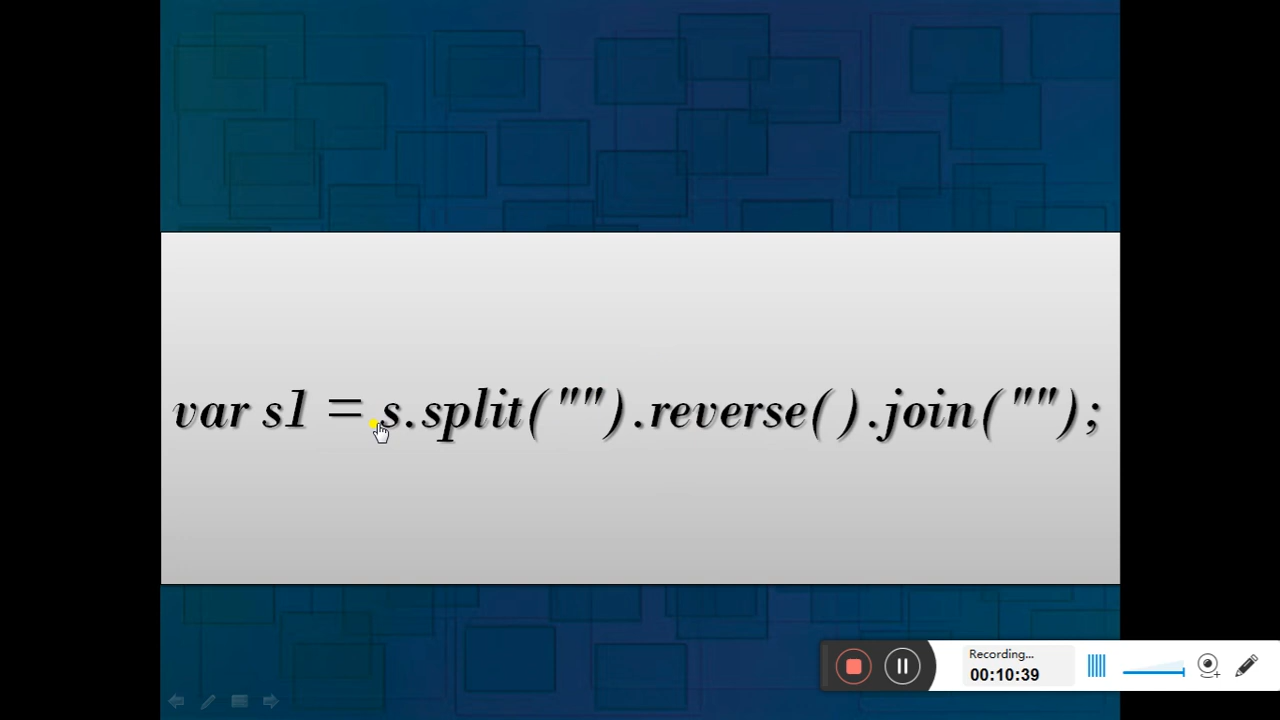 var s1 = s.split("").reverse().join("");
Recording...
00:10:39